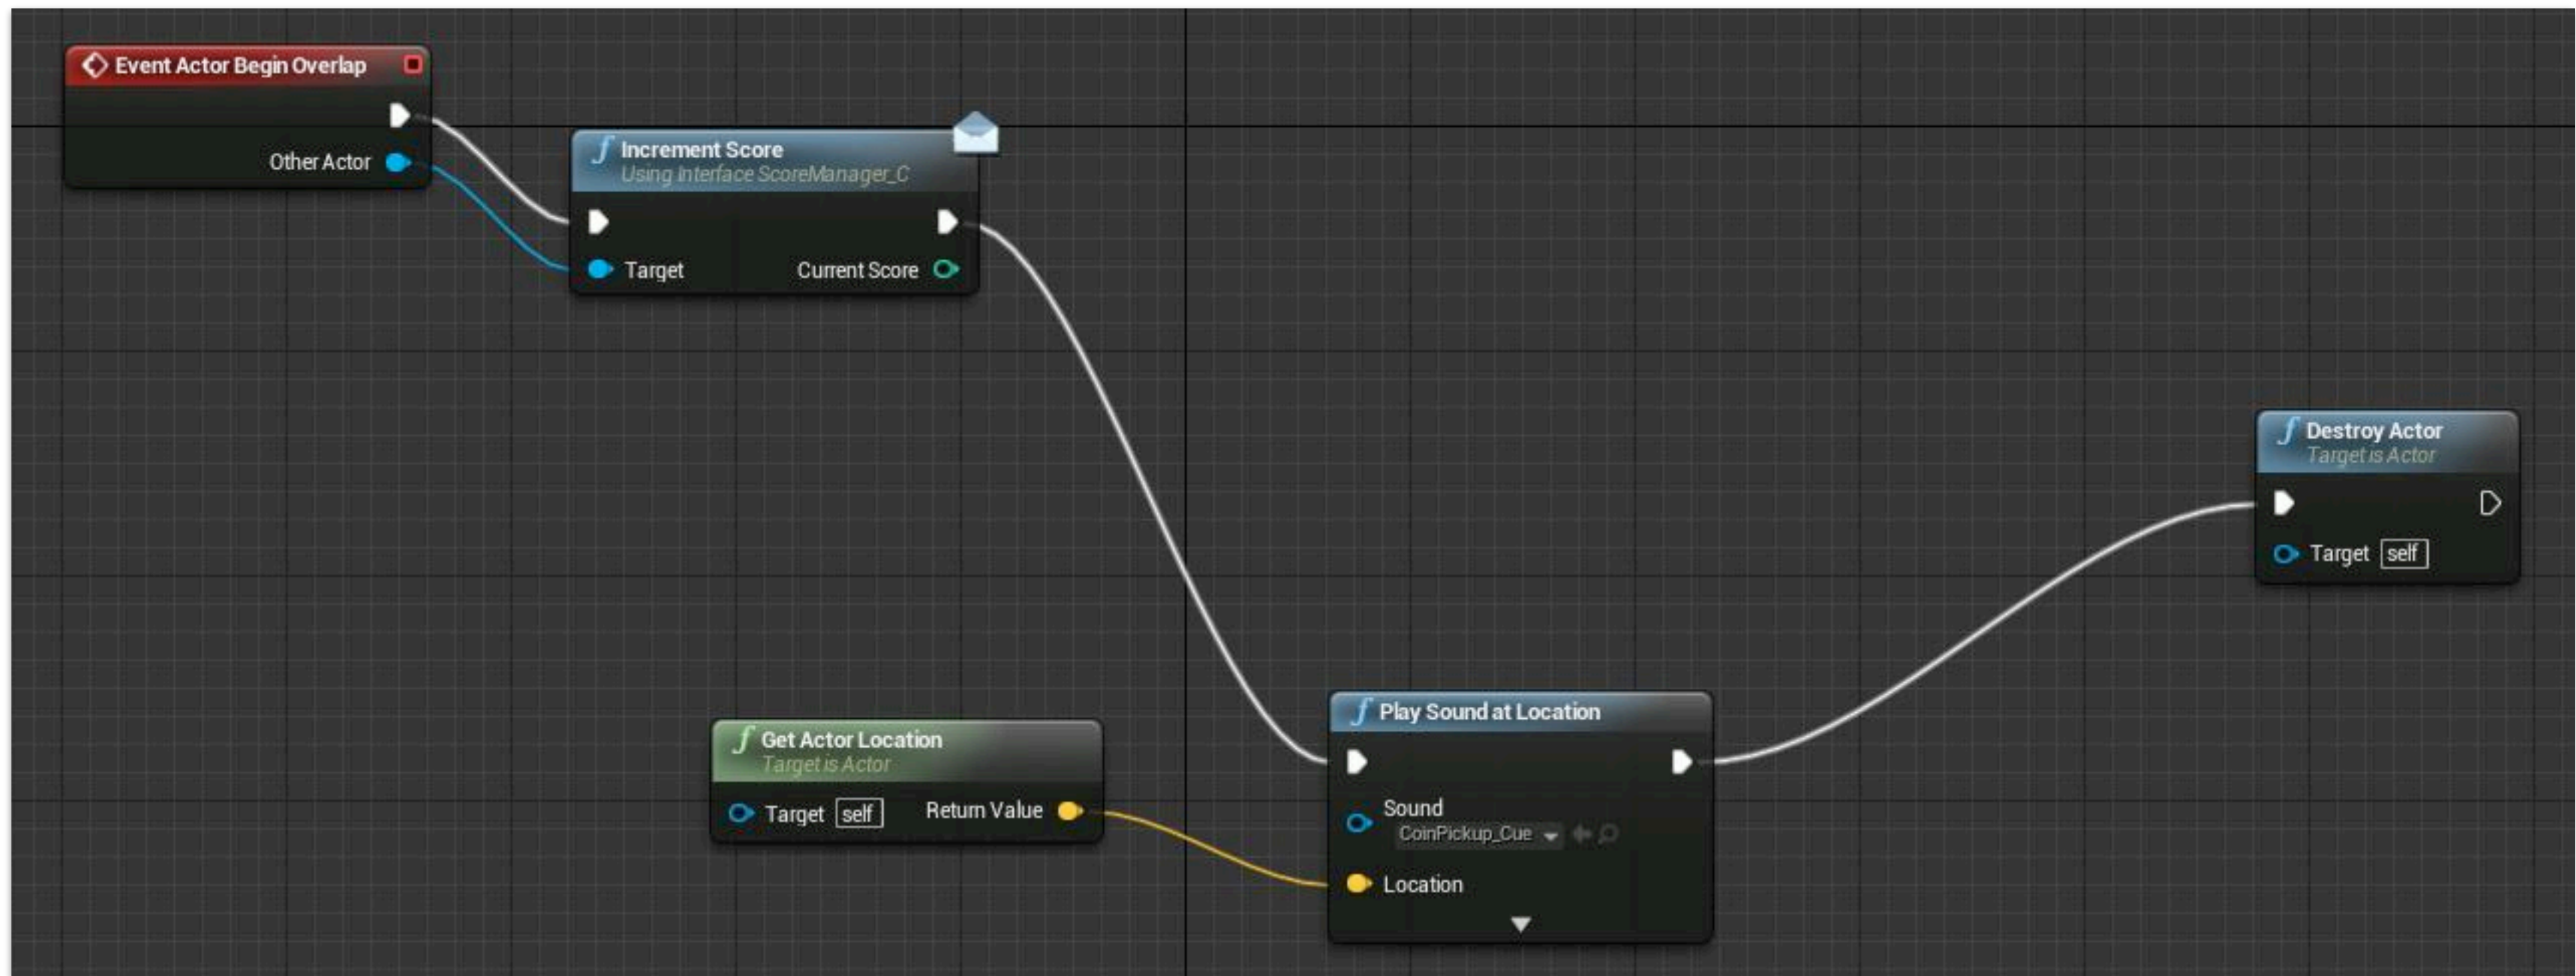 Event Actor Begin Overlap
Other Actor
f Increment Score
Using Interface ScoreManager_C
Target
Current Score
f Destroy Actor
Target is Actor
Target self
f Get Actor Location
Target is Actor
Target self
Return Value
f Play Sound at Location
Sound
CoinPickup_Cue
Location